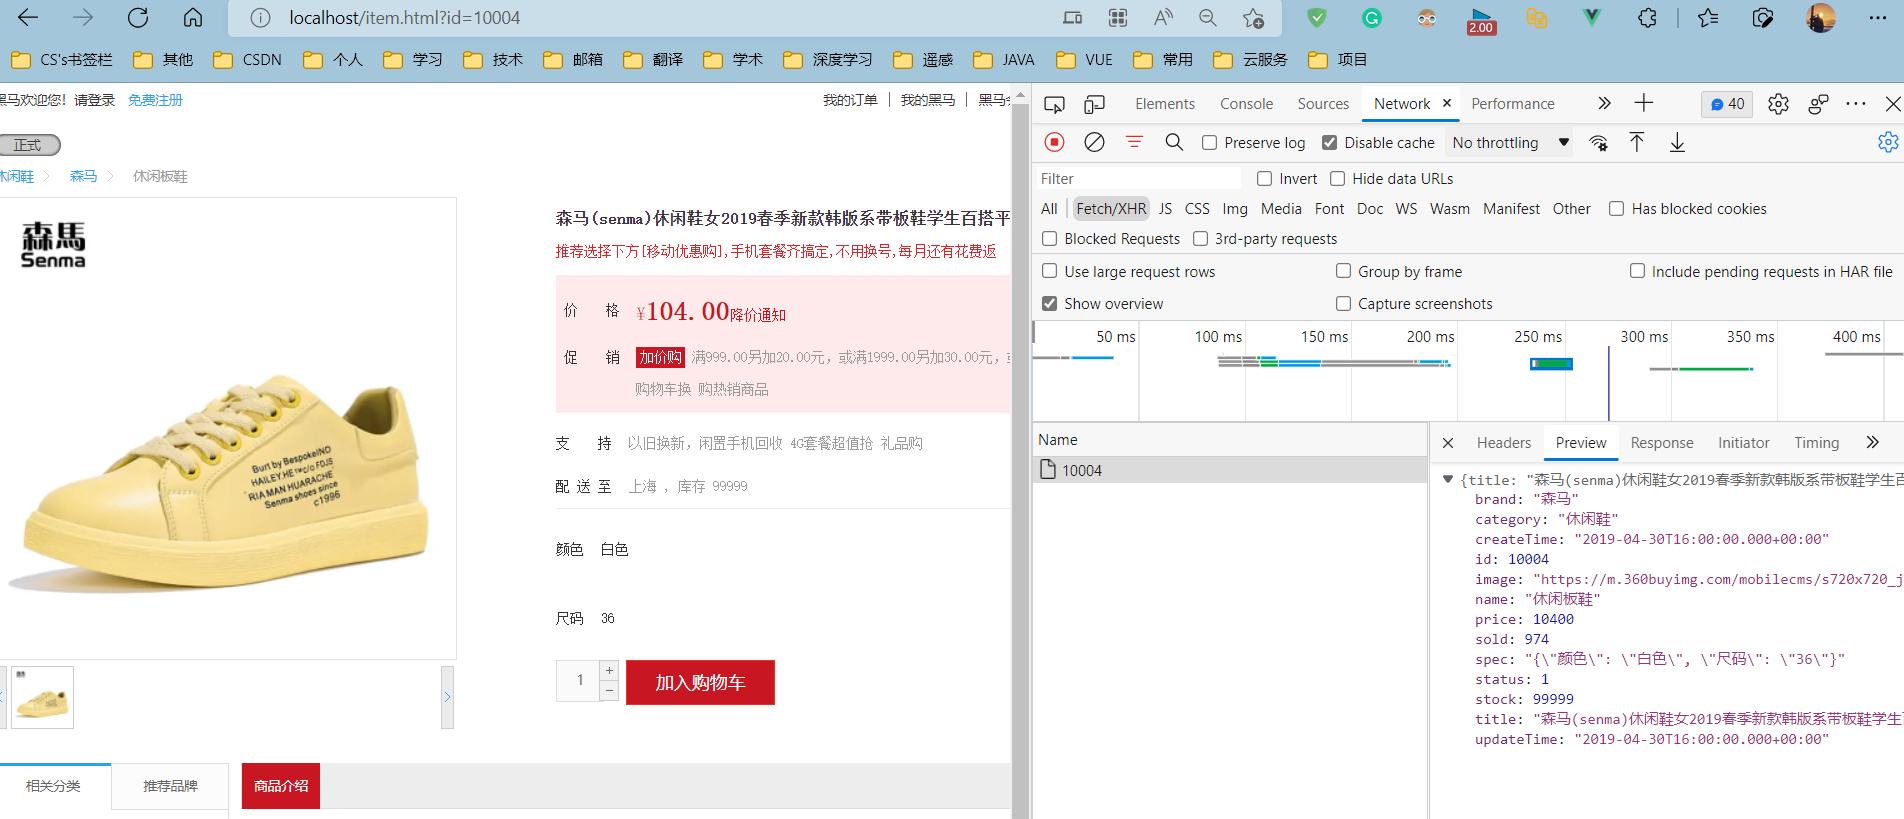 localhost/item.html?id=10004
2.00
CS's书签栏 其他 CSDN 个人 学习 技术 邮箱 翻译 学术 深度学习 遥感 JAVA VUE 常用 云服务 项目
黑马欢迎您! 请登录 免费注册
我的订单 | 我的黑马 | 黑马
正式
休闲鞋 森马 休闲板鞋
森馬
Senma
Burt by BespokeIND
HAILEY.HE
RIA.MAN HUARACHE
Senma shoes since
c1996
森马(senma)休闲鞋女2019春季新款韩版系带板鞋学生百搭平
推荐选择下方[移动优惠购],手机套餐齐搞定,不用换号,每月还有花费返
价 格 ¥104.00降价通知
促 销 加价购 满999.00另加20.00元，或满1999.00另加30.00元，
购物车换 购热销商品
支 持 以旧换新，闲置手机回收 4G套餐超值抢 礼品购
配 送 至 上海 ，库存 99999
颜色 白色
尺码 36
1 + −
加入购物车
相关分类 推荐品牌 商品介绍
Elements Console Sources Network Performance 40
Preserve log Disable cache No throttling
Filter Invert Hide data URLs
All Fetch/XHR JS CSS Img Media Font Doc WS Wasm Manifest Other Has blocked cookies
Blocked Requests 3rd-party requests
Use large request rows Group by frame Include pending requests in HAR file
Show overview Capture screenshots
50 ms 100 ms 150 ms 200 ms 250 ms 300 ms 350 ms 400 ms
Name
10004
Headers Preview Response Initiator Timing
{title: "森马(senma)休闲鞋女2019春季新款韩版系带板鞋学生百
brand: "森马"
category: "休闲鞋"
createTime: "2019-04-30T16:00:00.000+00:00"
id: 10004
image: "https://m.360buyimg.com/mobilecms/s720x720_j
name: "休闲板鞋"
price: 10400
sold: 974
spec: "{\"颜色\": \"白色\", \"尺码\": \"36\"}"
status: 1
stock: 99999
title: "森马(senma)休闲鞋女2019春季新款韩版系带板鞋学生
updateTime: "2019-04-30T16:00:00.000+00:00"